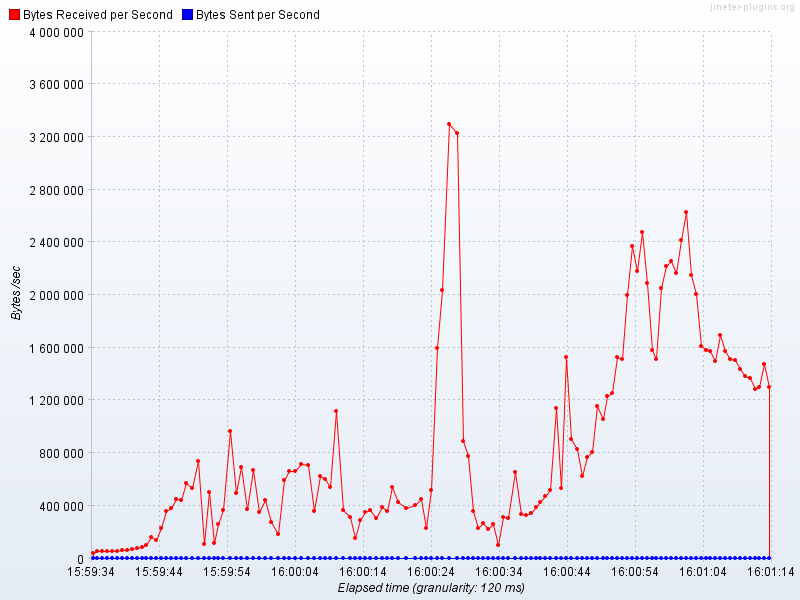 jmeter-plugins.org
Bytes Received per Second Bytes Sent per Second
4 000 000
3 600 000
3 200 000
2 800 000
2 400 000
2 000 000
1 600 000
1 200 000
800 000
400 000
0
Bytes /sec
15:59:34 15:59:44 15:59:54 16:00:04 16:00:14 16:00:24 16:00:34 16:00:44 16:00:54 16:01:04 16:01:14
Elapsed time (granularity: 120 ms)